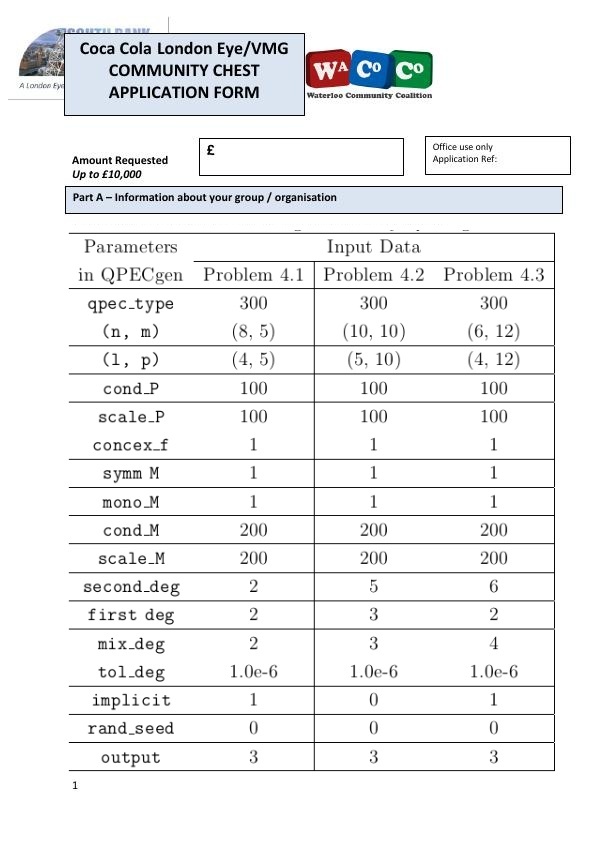 SOUTH BANK
A London Eye
Coca Cola London Eye/VMG
COMMUNITY CHEST
APPLICATION FORM
WA CO CO
Waterloo Community Coalition
Amount Requested
Up to £10,000
£
Office use only
Application Ref:
Part A – Information about your group / organisation
Parameters Input Data
in QPECgen Problem 4.1 Problem 4.2 Problem 4.3
qpec_type 300 300 300
(n, m) (8, 5) (10, 10) (6, 12)
(l, p) (4, 5) (5, 10) (4, 12)
cond_P 100 100 100
scale_P 100 100 100
concex_f 1 1 1
symm M 1 1 1
mono_M 1 1 1
cond_M 200 200 200
scale_M 200 200 200
second_deg 2 5 6
first deg 2 3 2
mix_deg 2 3 4
tol_deg 1.0e-6 1.0e-6 1.0e-6
implicit 1 0 1
rand_seed 0 0 0
output 3 3 3
1